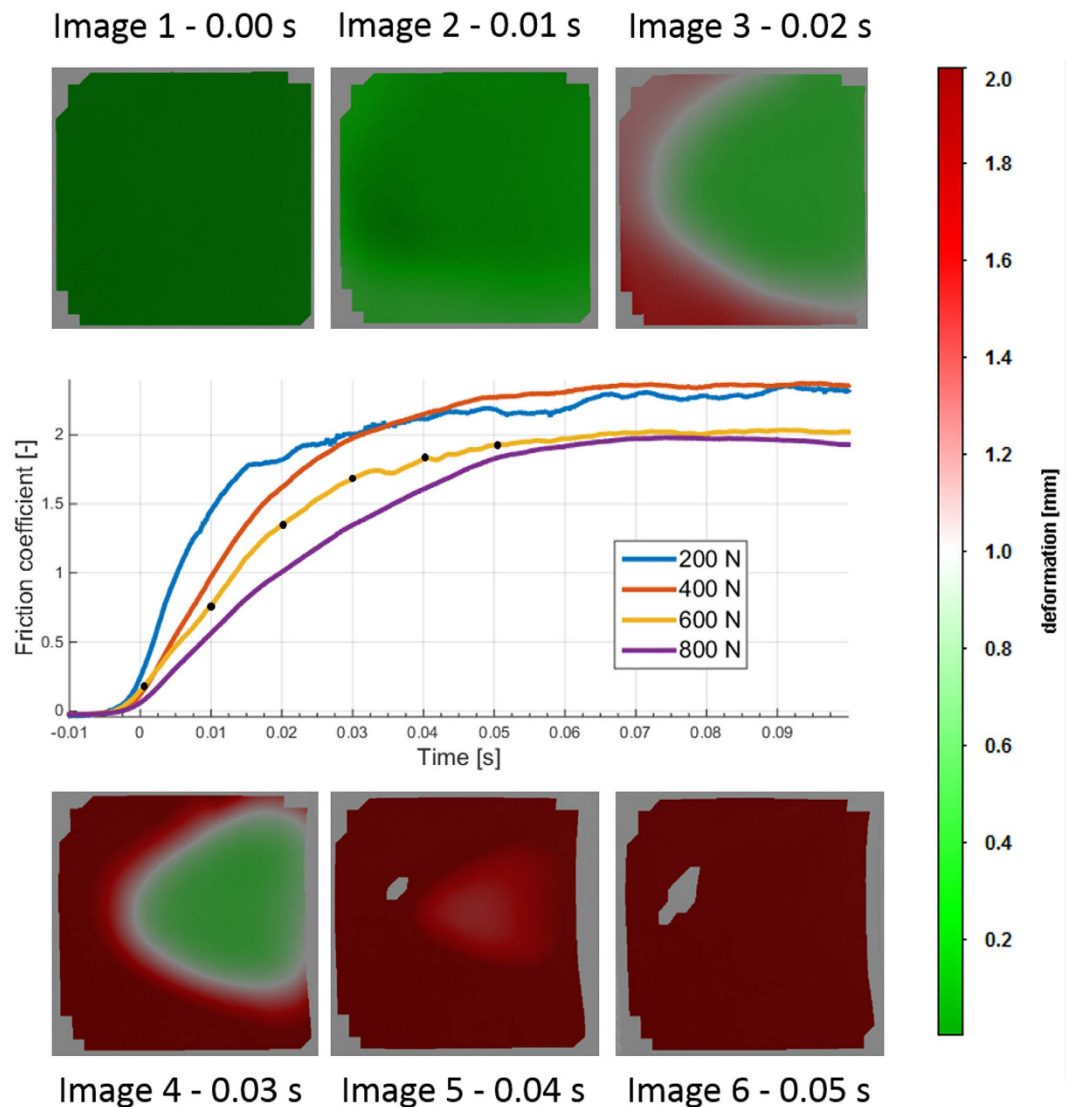 Image 1 - 0.00 s
Image 2 - 0.01 s
Image 3 - 0.02 s
2.0
1.8
1.6
1.4
1.2
1.0
0.8
0.6
0.4
0.2
deformation [mm]
Friction coefficient [-]
2
1.5
1
0.5
0
-0.01
0
0.01
0.02
0.03
0.04
0.05
0.06
0.07
0.08
0.09
Time [s]
200 N
400 N
600 N
800 N
Image 4 - 0.03 s
Image 5 - 0.04 s
Image 6 - 0.05 s